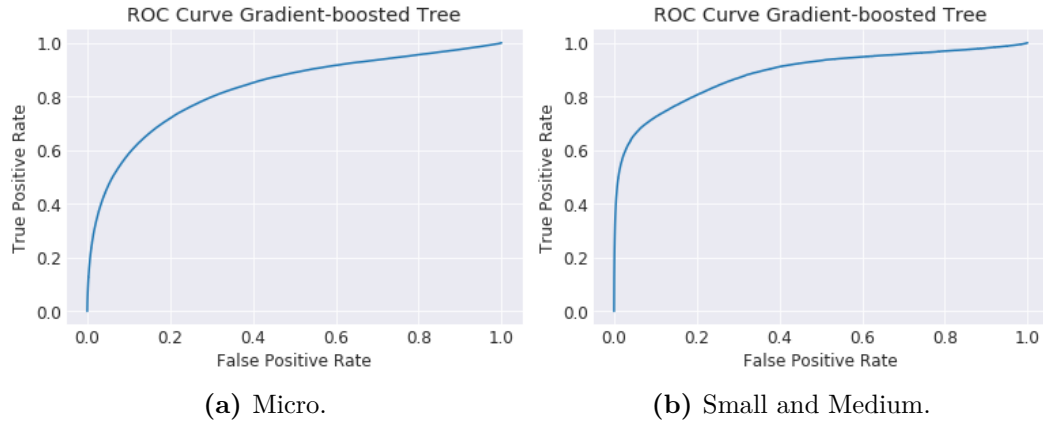 ROC Curve Gradient-boosted Tree
True Positive Rate
1.0
0.8
0.6
0.4
0.2
0.0
0.0 0.2 0.4 0.6 0.8 1.0
False Positive Rate
(a) Micro.
ROC Curve Gradient-boosted Tree
True Positive Rate
1.0
0.8
0.6
0.4
0.2
0.0
0.0 0.2 0.4 0.6 0.8 1.0
False Positive Rate
(b) Small and Medium.